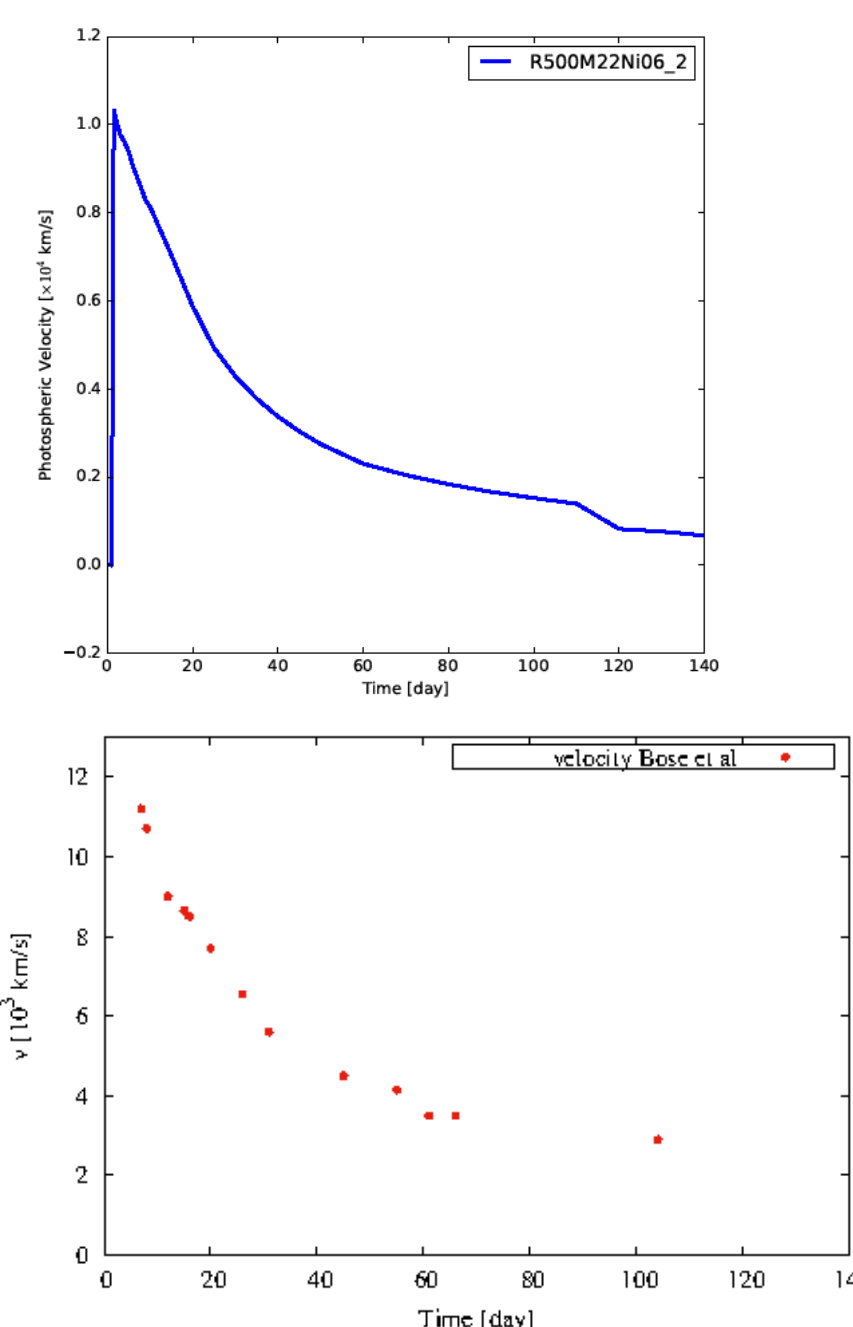 1.2
R500M22Ni06_2
1.0
0.8
0.6
0.4
0.2
0.0
−0.2
Photospheric Velocity [×10⁴ km/s]
0 20 40 60 80 100 120 140
Time [day]
velocity Bose et al
12
10
8
6
4
2
0
v [10³ km/s]
0 20 40 60 80 100 120 14
Time [day]